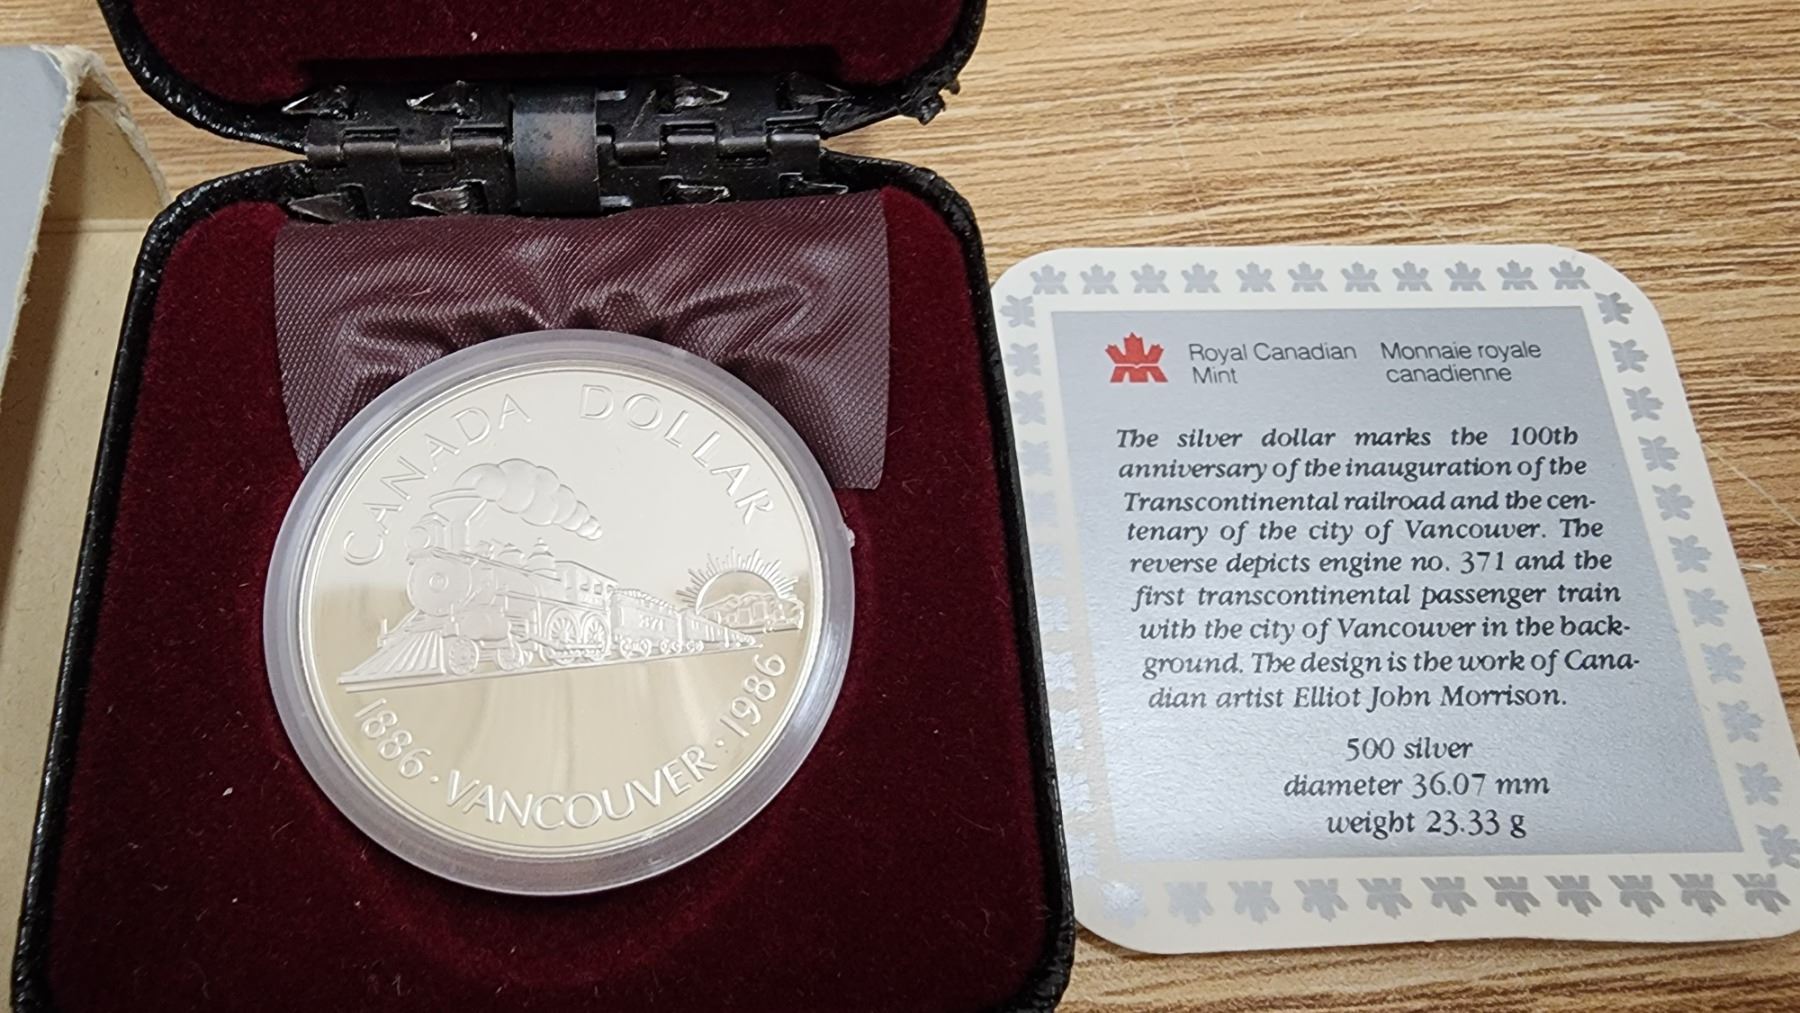 CANADA DOLLAR
371
1886 · VANCOUVER · 1986
Royal Canadian Mint
Monnaie royale canadienne
The silver dollar marks the 100th
anniversary of the inauguration of the
Transcontinental railroad and the cen-
tenary of the city of Vancouver. The
reverse depicts engine no. 371 and the
first transcontinental passenger train
with the city of Vancouver in the back-
ground. The design is the work of Cana-
dian artist Elliot John Morrison.
500 silver
diameter 36.07 mm
weight 23.33 g